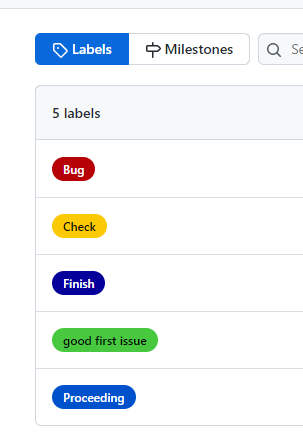 Labels Milestones
5 labels
Bug
Check
Finish
good first issue
Proceeding